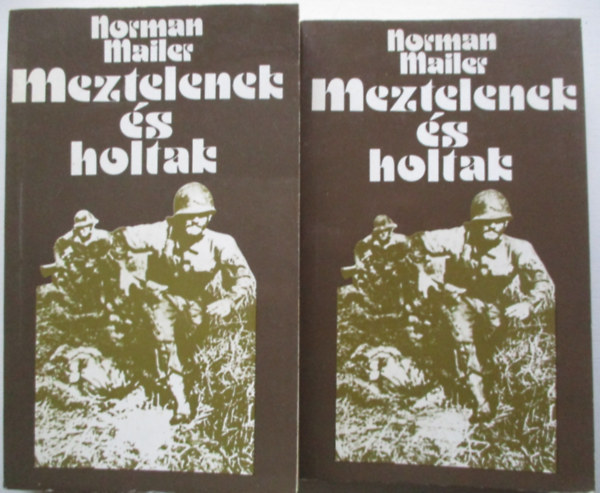 Norman
Mailer
Meztelenek
és
holtak
Norman
Mailer
Meztelenek
és
holtak